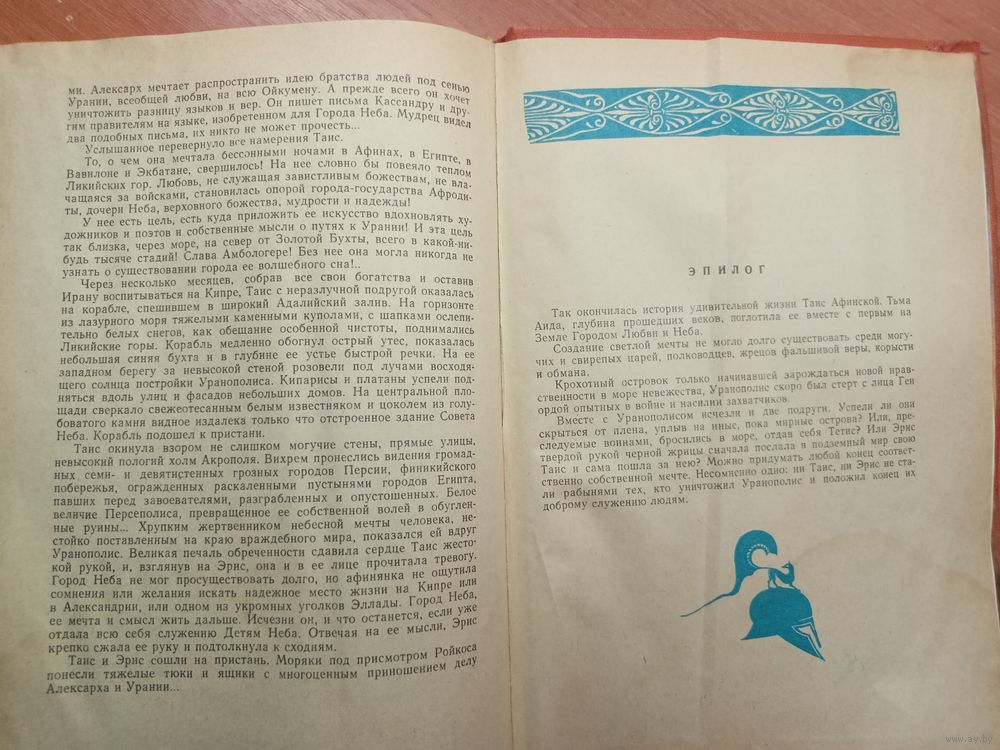 ми. Алексарх мечтает распространить идею братства людей под сенью
Урании, всеобщей любви, на всю Ойкумену. А прежде всего он хочет
уничтожить разницу языков и вер. Он пишет письма Кассандру и дру-
гим правителям на языке, изобретенном для Города Неба. Мудрец видел
два подобных письма, их никто не может прочесть...
Услышанное перевернуло все намерения Таис.
То, о чем она мечтала бессонными ночами в Афинах, в Египте, в
Вавилоне и Экбатане, свершилось! На нее словно бы повеяло теплом
Ликийских гор. Любовь, не служащая завистливым божествам, не вла-
чащаяся за войсками, становилась опорой города-государства Афроди-
ты, дочери Неба, верховного божества, мудрости и надежды!
У нее есть цель, есть куда приложить ее искусство вдохновлять ху-
дожников и поэтов и собственные мысли о путях к Урании! И эта цель
так близка, через море, на север от Золотой Бухты, всего в какой-ни-
будь тысяче стадий! Слава Амбологере! Без нее она могла никогда не
узнать о существовании города ее волшебного сна!..
Через несколько месяцев, собрав все свои богатства и оставив
Ирану воспитываться на Кипре, Таис с неразлучной подругой оказалась
на корабле, спешившем в широкий Адалийский залив. На горизонте
из лазурного моря тяжелыми каменными куполами, с шапками ослепи-
тельно белых снегов, как обещание особенной чистоты, поднимались
Ликийские горы. Корабль медленно обогнул острый утес, показалась
небольшая синяя бухта и в глубине ее устье быстрой речки. На ее
западном берегу за невысокой стеной розовели под лучами восходя-
щего солнца постройки Уранополиса. Кипарисы и платаны успели под-
няться вдоль улиц и фасадов небольших домов. На центральной пло-
щади сверкало свежеотесанным белым известняком и цоколем из голу-
боватого камня видное издалека только что отстроенное здание Совета
Неба. Корабль подошел к пристани.
Таис окинула взором не слишком могучие стены, прямые улицы,
невысокий пологий холм Акрополя. Вихрем пронеслись видения громад-
ных семи- и девятистенных грозных городов Персии, финикийского
побережья, огражденных раскаленными пустынями городов Египта,
павших перед завоевателями, разграбленных и опустошенных. Белое
величие Персеполиса, превращенное ее собственной волей в обуглен-
ные руины... Хрупким жертвенником небесной мечты человека, не-
стойко поставленным на краю враждебного мира, показался ей вдруг
Уранополис. Великая печаль обреченности сдавила сердце Таис жесто-
кой рукой, и, взглянув на Эрис, она и в ее лице прочитала тревогу.
Город Неба не мог просуществовать долго, но афинянка не ощутила
сомнения или желания искать надежное место жизни на Кипре или
в Александрии, или одном из укромных уголков Эллады. Город Неба,
ее мечта и смысл жить дальше. Исчезни он, и что останется, если уже
отдала всю себя служению Детям Неба. Отвечая на ее мысли, Эрис
крепко сжала ее руку и подтолкнула к сходням.
Таис и Эрис сошли на пристань. Моряки под присмотром Ройкоса
понесли тяжелые тюки и ящики с многоценным приношением делу
Алексарха и Урании...
ЭПИЛОГ
Так окончилась история удивительной жизни Таис Афинской. Тьма
Аида, глубина прошедших веков, поглотила ее вместе с первым на
Земле Городом Любви и Неба.
Создание светлой мечты не могло долго существовать среди могу-
чих и свирепых царей, полководцев, жрецов фальшивой веры, корысти
и обмана.
Крохотный островок только начинавшей зарождаться новой нрав-
ственности в море невежества, Уранополис скоро был стерт с лица Геи
ордой опытных в войне и насилии захватчиков.
Вместе с Уранополисом исчезли и две подруги. Успели ли они
скрыться от плена, уплыв на иные, пока мирные острова? Или, пре-
следуемые воинами, бросились в море, отдав себя Тетис? Или Эрис
твердой рукой черной жрицы сначала послала в подземный мир свою
Таис и сама пошла за нею? Можно придумать любой конец соответ-
ственно собственной мечте. Несомненно одно: ни Таис, ни Эрис не ста-
ли рабынями тех, кто уничтожил Уранополис и положил конец их
доброму служению людям.
www.ay.by